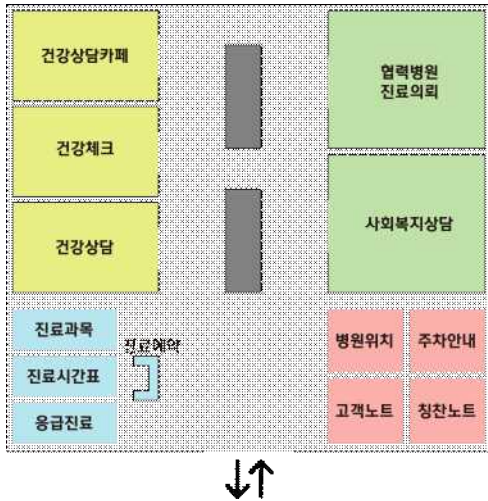 건강상담카페
협력병원
진료의뢰
건강체크
사회복지상담
건강상담
진료과목
진료예약
병원위치
주차안내
진료시간표
고객노트
칭찬노트
응급진료